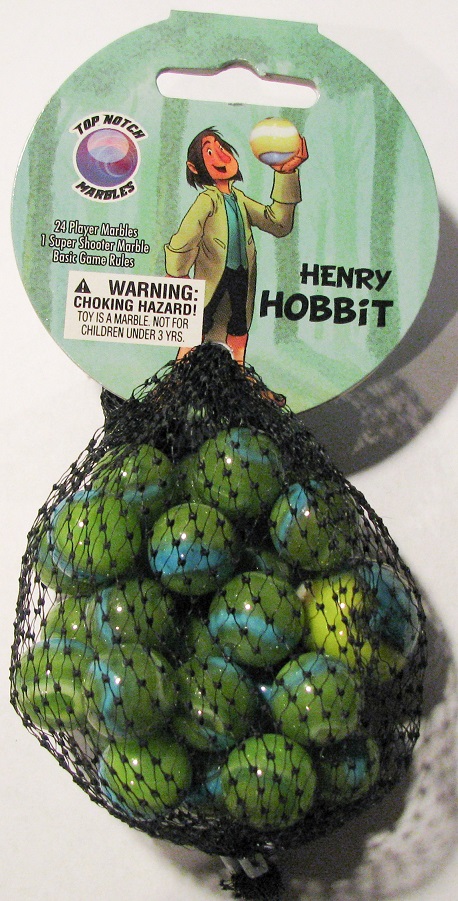 TOP NOTCH
MARBLES
24 Player Marbles
1 Super Shooter Marble
Basic Game Rules
WARNING:
CHOKING HAZARD!
TOY IS A MARBLE. NOT FOR
CHILDREN UNDER 3 YRS.
HENRY
HOBBiT